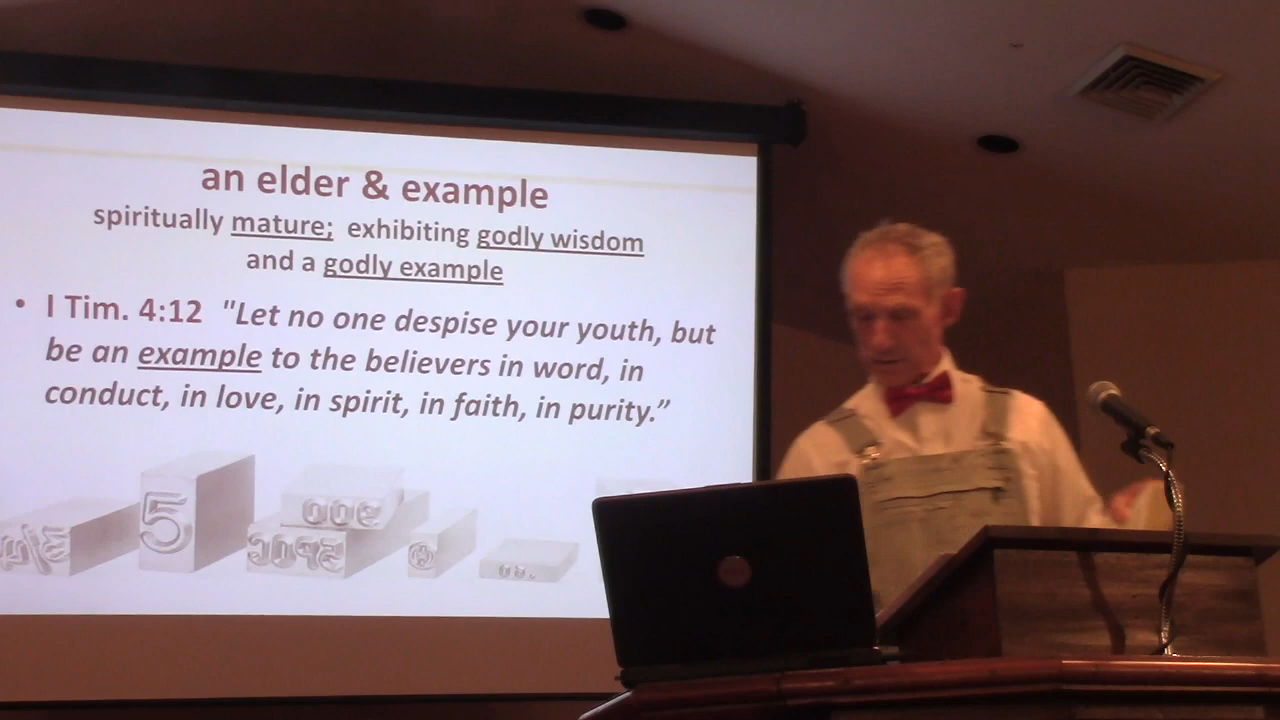 an elder & example
spiritually mature;  exhibiting godly wisdom
and a godly example
• I Tim. 4:12  "Let no one despise your youth, but
be an example to the believers in word, in
conduct, in love, in spirit, in faith, in purity.”
5